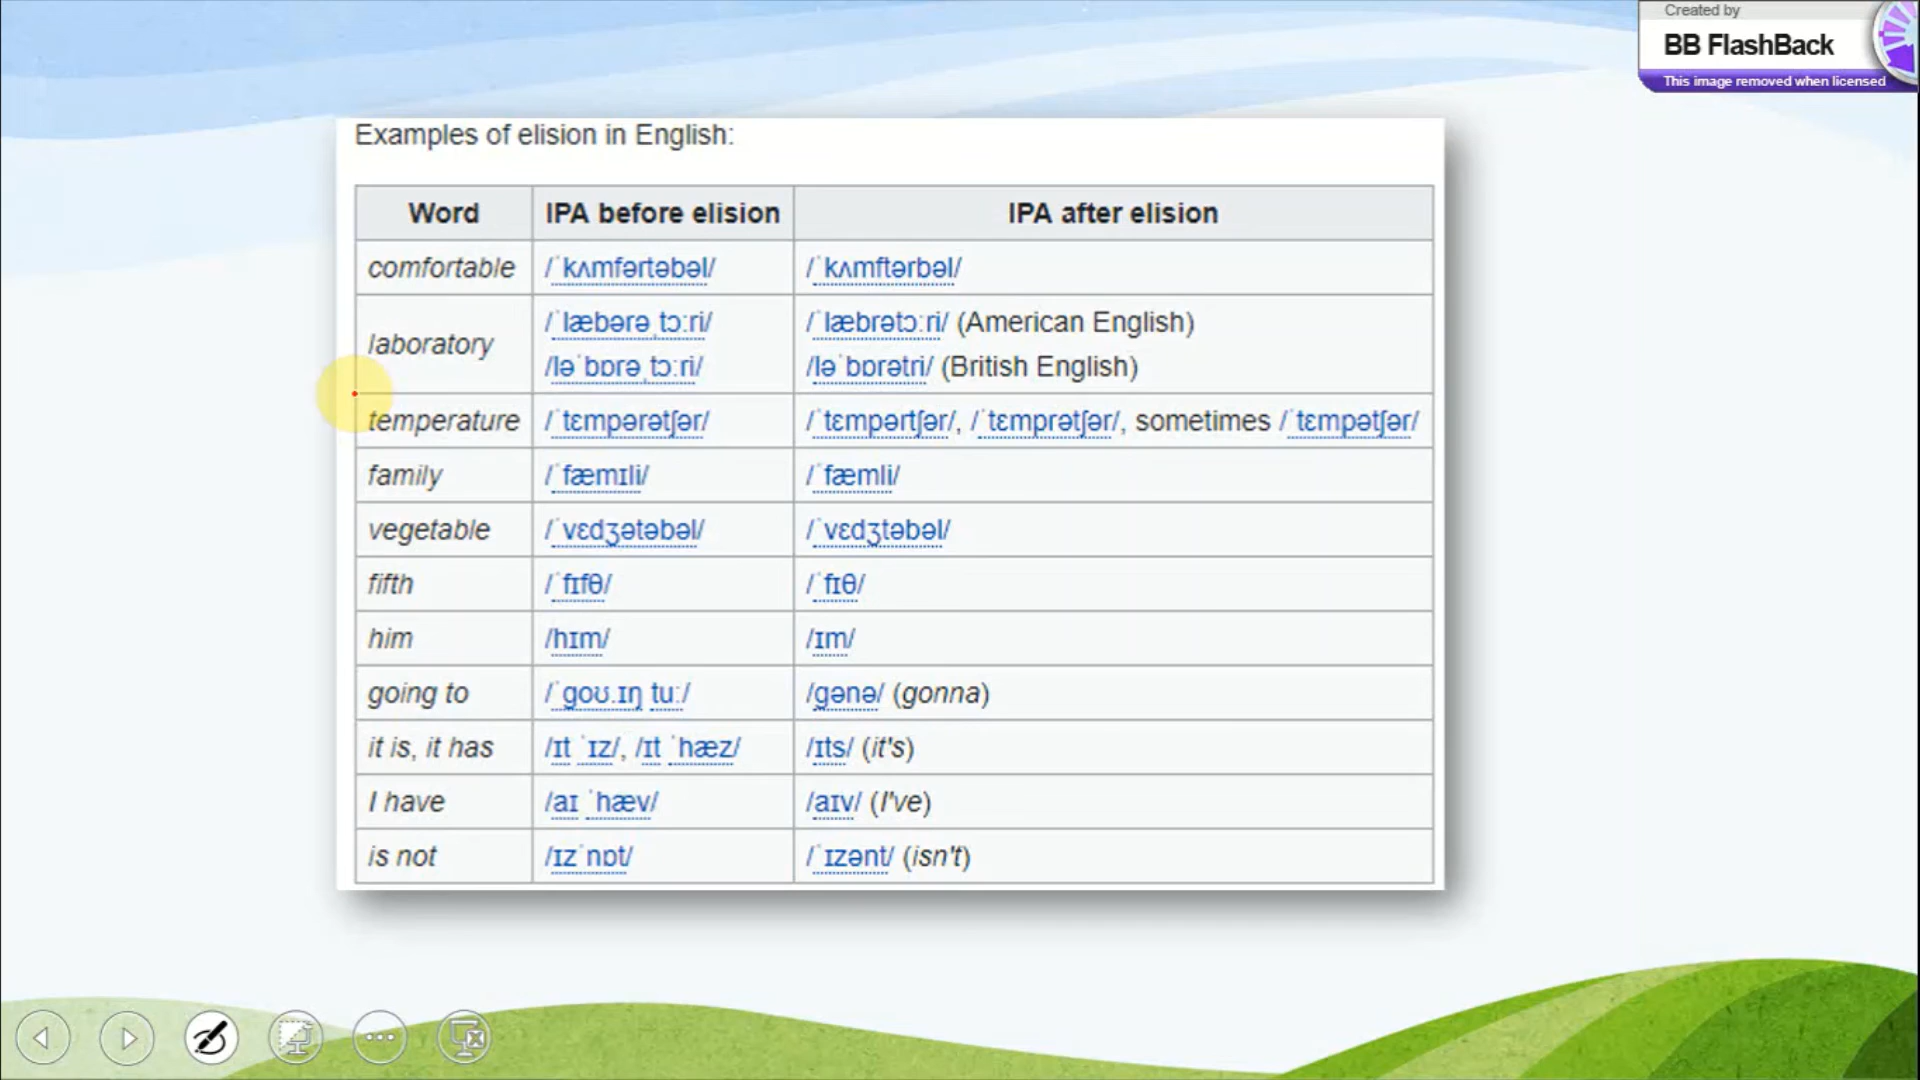 Created by
BB FlashBack
This image removed when licensed
Examples of elision in English:
Word IPA before elision IPA after elision
comfortable /ˈkʌmfərtəbəl/ /ˈkʌmftərbəl/
laboratory /ˈlæbərəˌtɔːri/ /ˈlæbrətɔːri/ (American English)
/ləˈbɒrəˌtɔːri/ /ləˈbɒrətri/ (British English)
temperature /ˈtɛmpərətʃər/ /ˈtɛmpərtʃər/, /ˈtɛmprətʃər/, sometimes /ˈtɛmpətʃər/
family /ˈfæmɪli/ /ˈfæmli/
vegetable /ˈvɛdʒətəbəl/ /ˈvɛdʒtəbəl/
fifth /ˈfɪfθ/ /ˈfɪθ/
him /hɪm/ /ɪm/
going to /ˈɡoʊ.ɪŋ tuː/ /ɡənə/ (gonna)
it is, it has /ɪt ˈɪz/, /ɪt ˈhæz/ /ɪts/ (it's)
I have /aɪ ˈhæv/ /aɪv/ (I've)
is not /ɪzˈnɒt/ /ˈɪzənt/ (isn't)